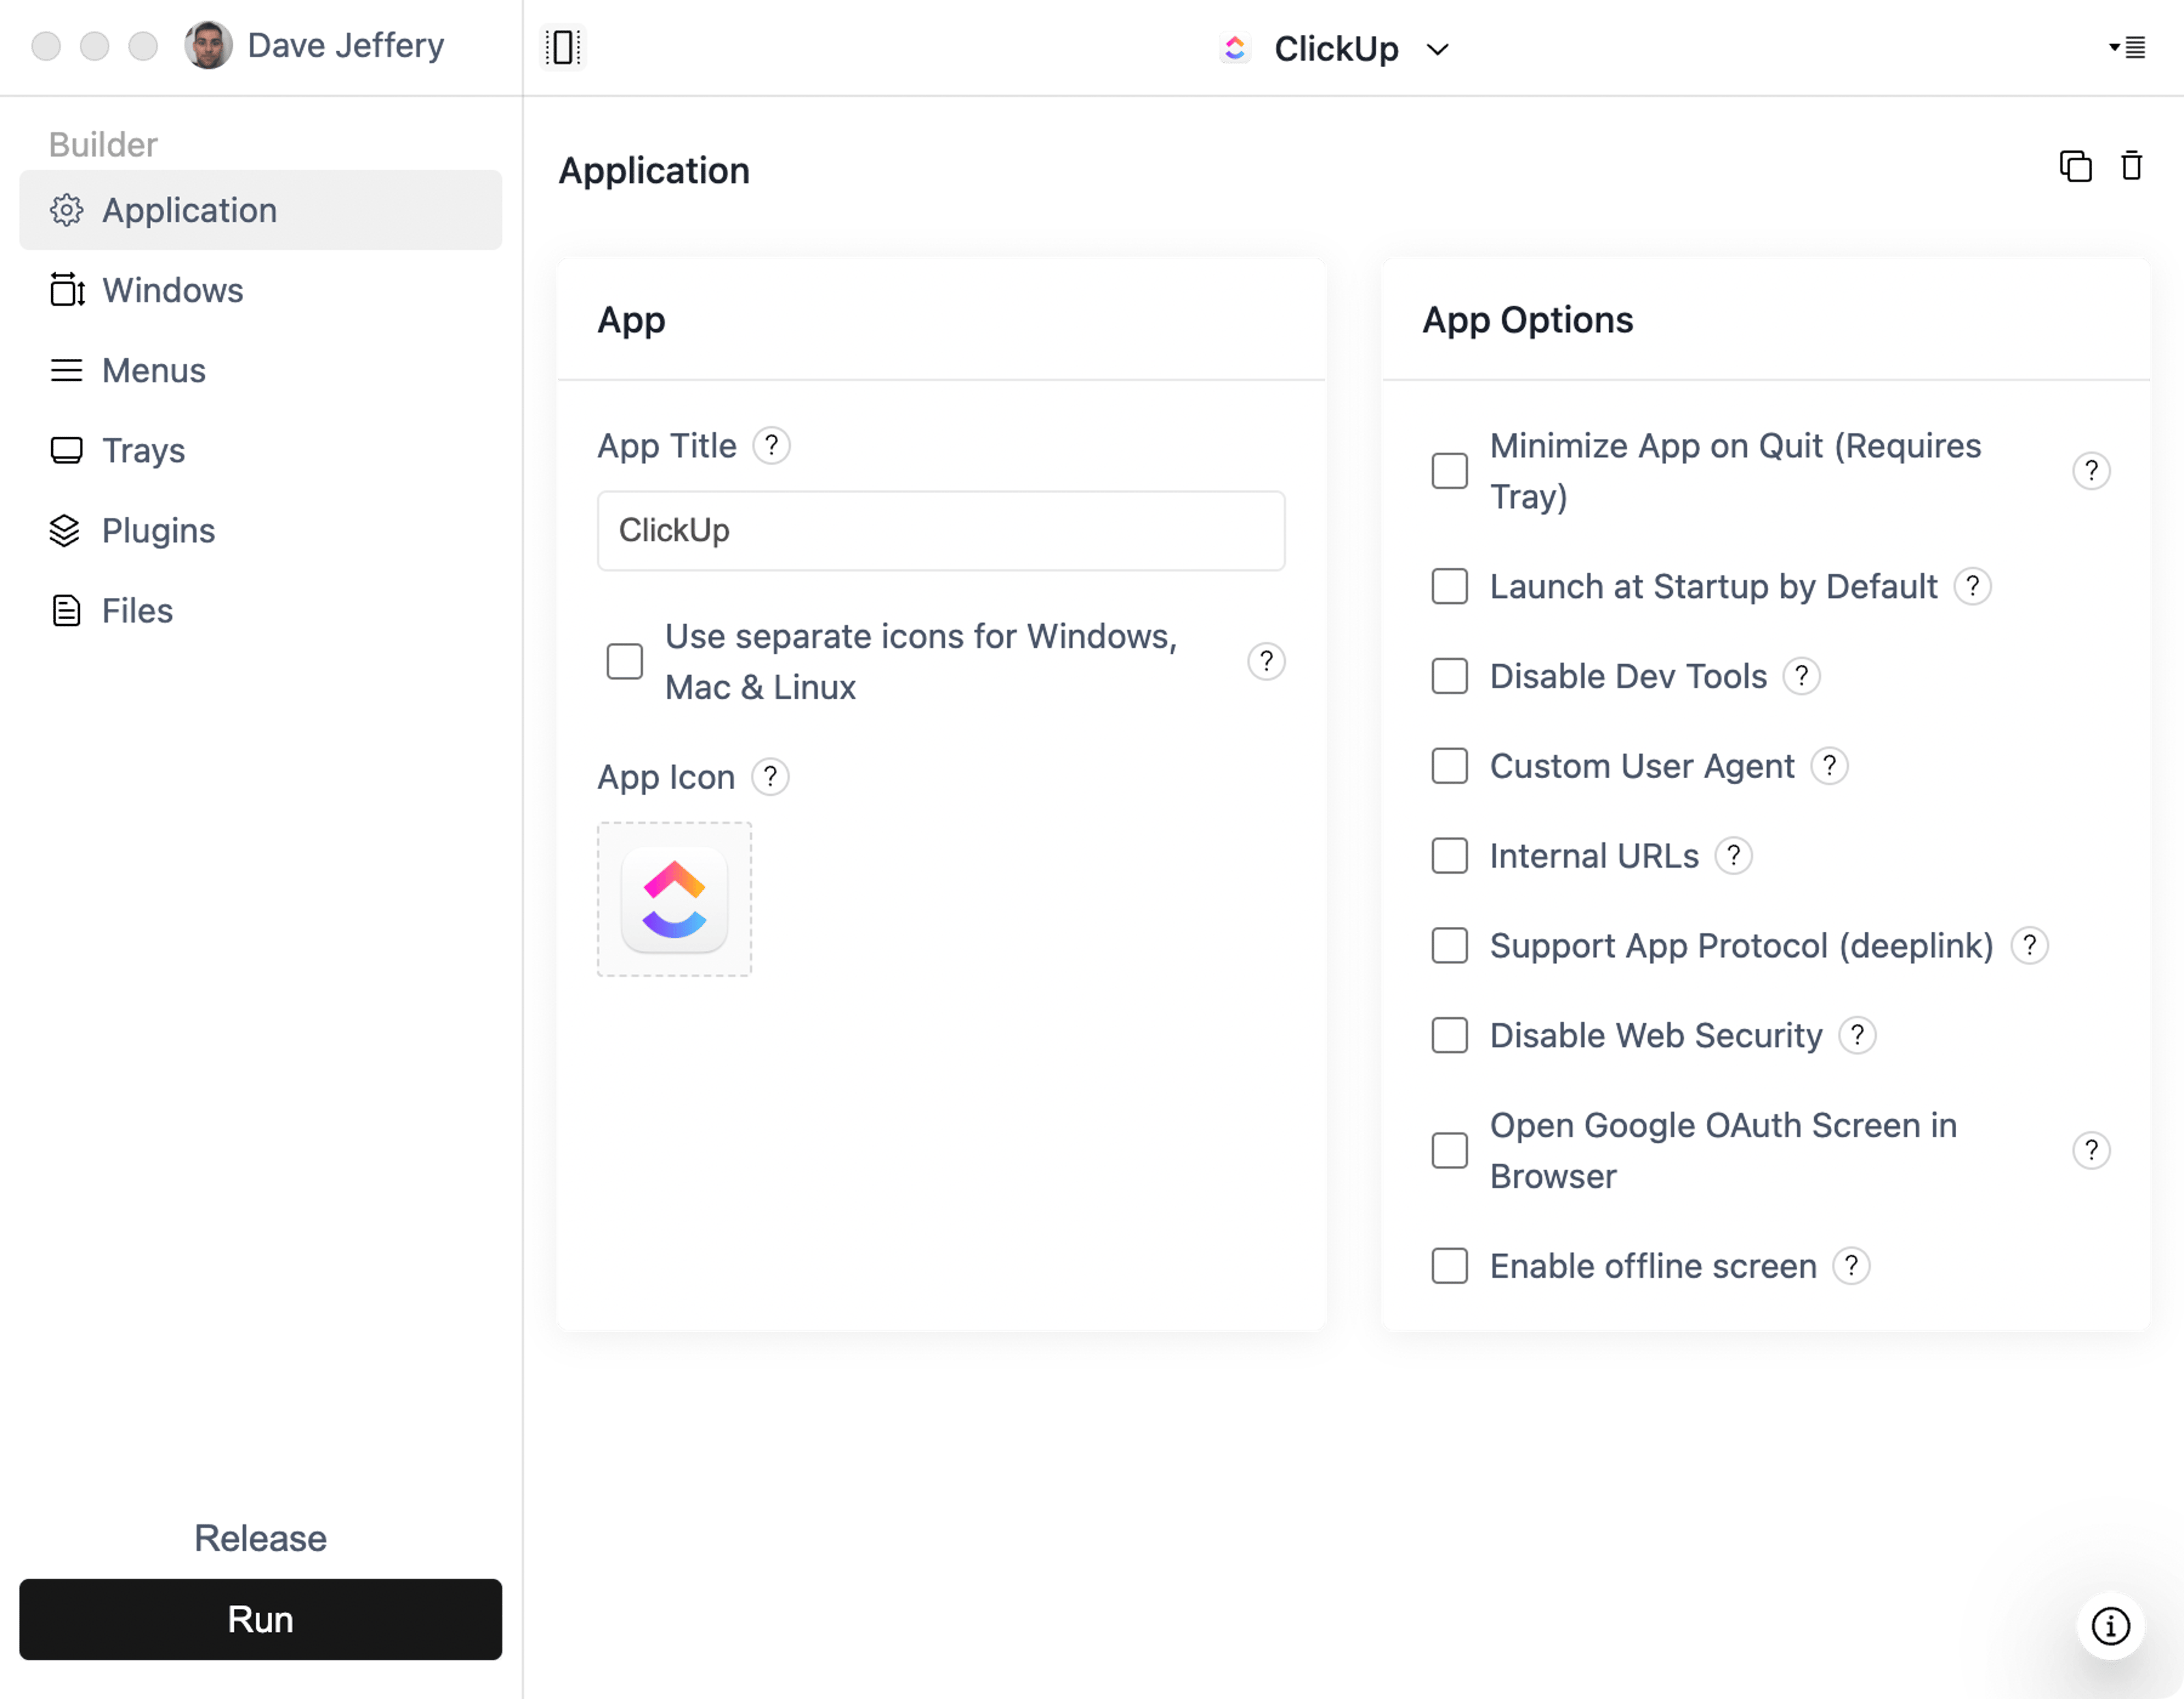 Dave Jeffery
ClickUp
Builder
Application
Windows
Menus
Trays
Plugins
Files
Release
Run
Application
App
App Title ?
ClickUp
Use separate icons for Windows,
Mac & Linux
?
App Icon ?
App Options
Minimize App on Quit (Requires
Tray)
?
Launch at Startup by Default ?
Disable Dev Tools ?
Custom User Agent ?
Internal URLs ?
Support App Protocol (deeplink) ?
Disable Web Security ?
Open Google OAuth Screen in
Browser
?
Enable offline screen ?